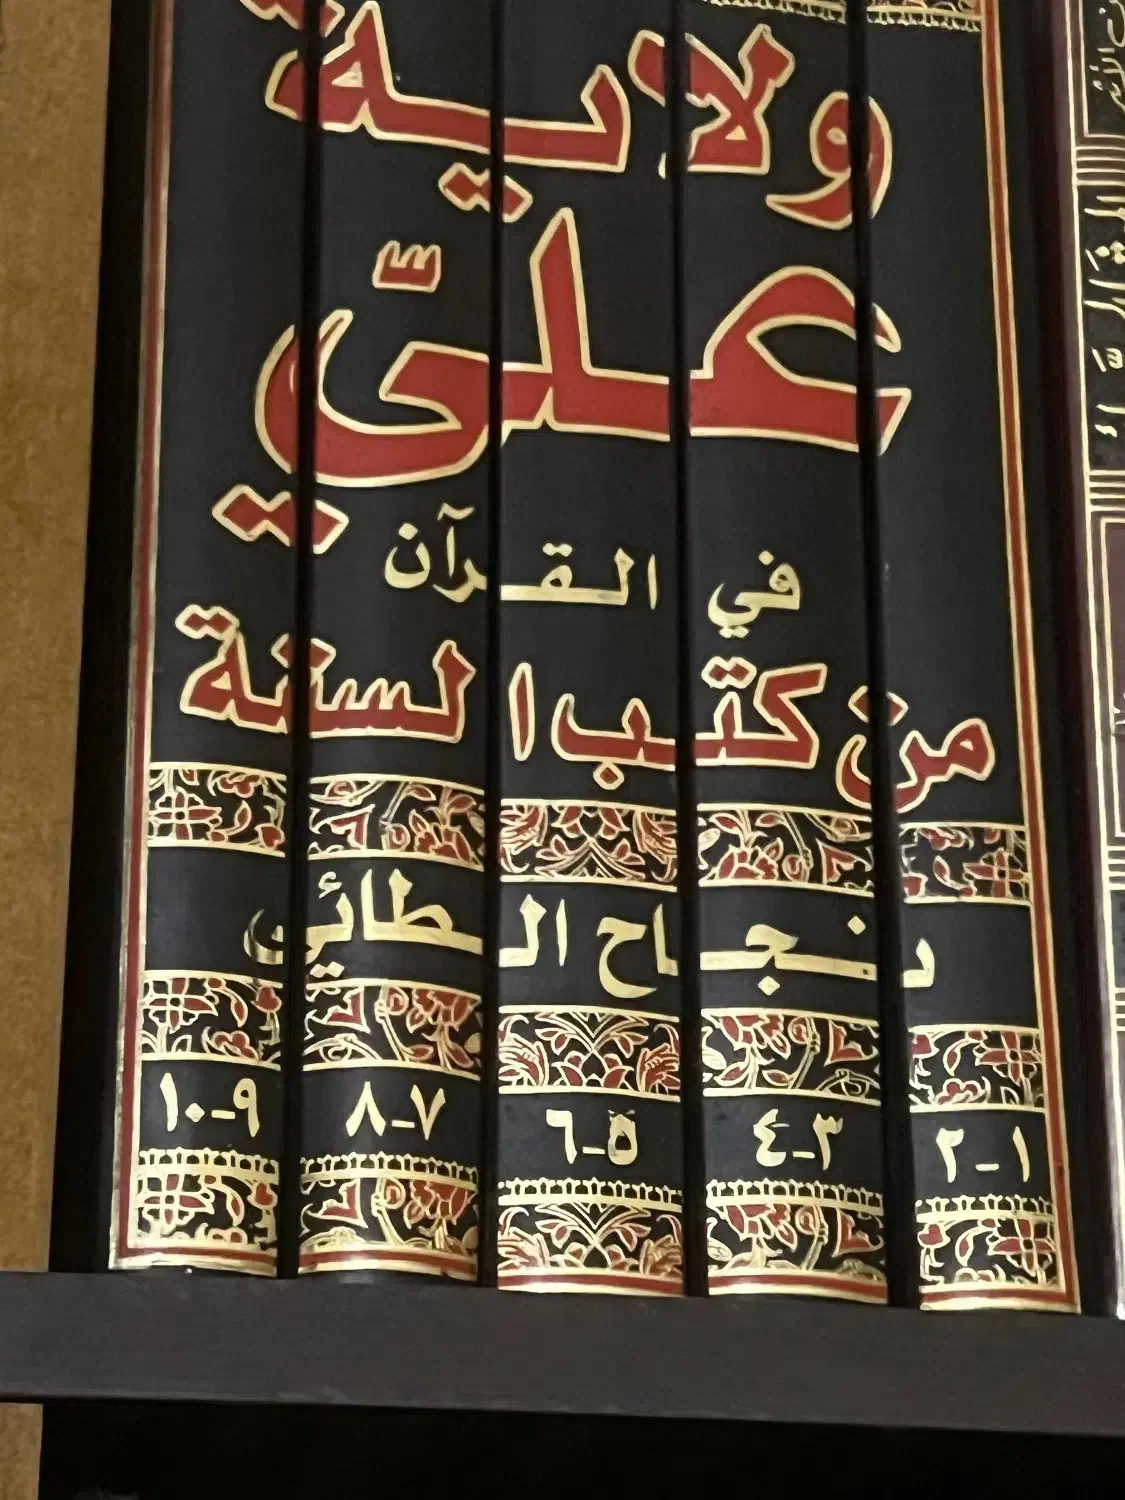 ولاية
عليّ
في القرآن
من كتب السنة
د نجاح الطائي
١-٢ ٣-٤ ٥-٦ ٧-٨ ٩-١٠